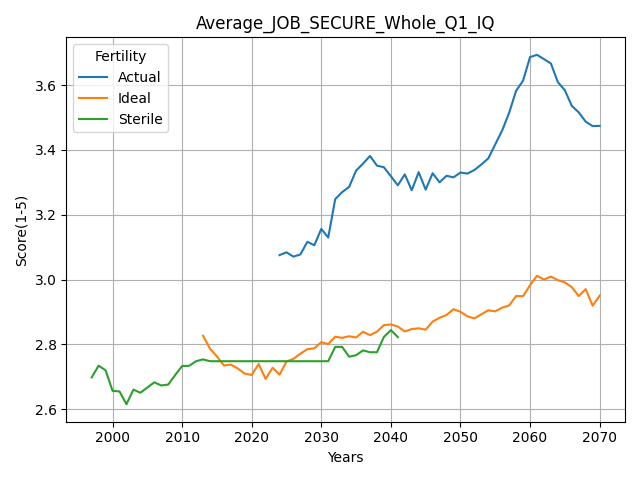 Average_JOB_SECURE_Whole_Q1_IQ
Fertility
Actual
Ideal
Sterile
Score(1-5)
3.6
3.4
3.2
3.0
2.8
2.6
2000
2010
2020
2030
2040
2050
2060
2070
Years